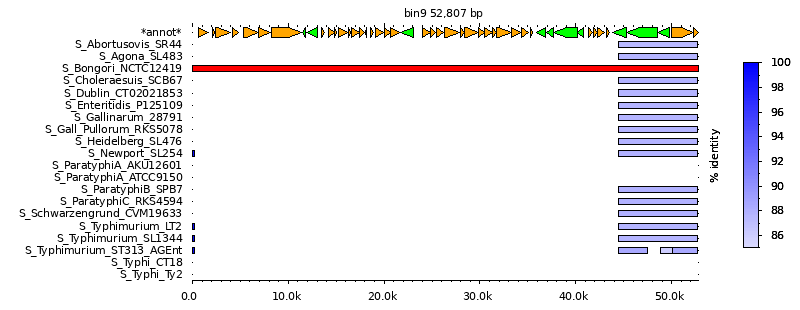 bin9 52,807 bp
*annot*
S_Abortusovis_SR44
S_Agona_SL483
S_Bongori_NCTC12419
S_Choleraesuis_SCB67
S_Dublin_CT02021853
S_Enteritidis_P125109
S_Gallinarum_28791
S_Gall_Pullorum_RKS5078
S_Heidelberg_SL476
S_Newport_SL254
S_ParatyphiA_AKU12601
S_ParatyphiA_ATCC9150
S_ParatyphiB_SPB7
S_ParatyphiC_RKS4594
S_Schwarzengrund_CVM19633
S_Typhimurium_LT2
S_Typhimurium_SL1344
S_Typhimurium_ST313_AGEnt
S_Typhi_CT18
S_Typhi_Ty2
0.0 10.0k 20.0k 30.0k 40.0k 50.0k
% identity
100
98
96
94
92
90
88
86